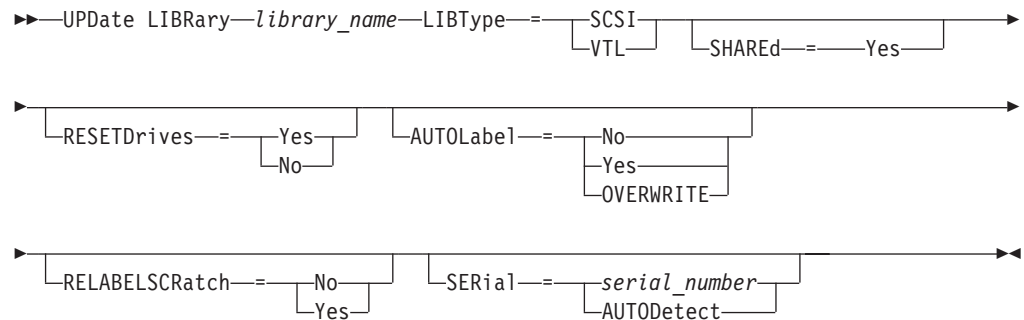 UPDate LIBRary library_name LIBType = SCSI
VTL
SHAREd = Yes
RESETDrives = Yes
No
AUTOLabel = No
Yes
OVERWRITE
RELABELSCRatch = No
Yes
SERial = serial_number
AUTODetect